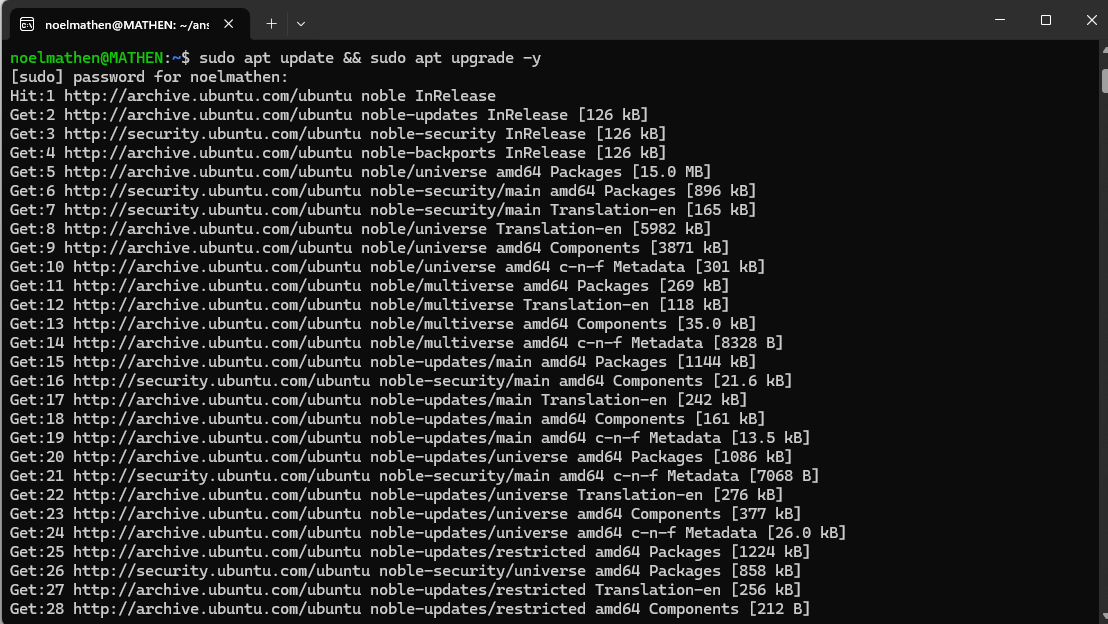 noelmathen@MATHEN: ~/ans
noelmathen@MATHEN:~$ sudo apt update && sudo apt upgrade -y
[sudo] password for noelmathen:
Hit:1 http://archive.ubuntu.com/ubuntu noble InRelease
Get:2 http://archive.ubuntu.com/ubuntu noble-updates InRelease [126 kB]
Get:3 http://security.ubuntu.com/ubuntu noble-security InRelease [126 kB]
Get:4 http://archive.ubuntu.com/ubuntu noble-backports InRelease [126 kB]
Get:5 http://archive.ubuntu.com/ubuntu noble/universe amd64 Packages [15.0 MB]
Get:6 http://security.ubuntu.com/ubuntu noble-security/main amd64 Packages [896 kB]
Get:7 http://security.ubuntu.com/ubuntu noble-security/main Translation-en [165 kB]
Get:8 http://archive.ubuntu.com/ubuntu noble/universe Translation-en [5982 kB]
Get:9 http://archive.ubuntu.com/ubuntu noble/universe amd64 Components [3871 kB]
Get:10 http://archive.ubuntu.com/ubuntu noble/universe amd64 c-n-f Metadata [301 kB]
Get:11 http://archive.ubuntu.com/ubuntu noble/multiverse amd64 Packages [269 kB]
Get:12 http://archive.ubuntu.com/ubuntu noble/multiverse Translation-en [118 kB]
Get:13 http://archive.ubuntu.com/ubuntu noble/multiverse amd64 Components [35.0 kB]
Get:14 http://archive.ubuntu.com/ubuntu noble/multiverse amd64 c-n-f Metadata [8328 B]
Get:15 http://archive.ubuntu.com/ubuntu noble-updates/main amd64 Packages [1144 kB]
Get:16 http://security.ubuntu.com/ubuntu noble-security/main amd64 Components [21.6 kB]
Get:17 http://archive.ubuntu.com/ubuntu noble-updates/main Translation-en [242 kB]
Get:18 http://archive.ubuntu.com/ubuntu noble-updates/main amd64 Components [161 kB]
Get:19 http://archive.ubuntu.com/ubuntu noble-updates/main amd64 c-n-f Metadata [13.5 kB]
Get:20 http://archive.ubuntu.com/ubuntu noble-updates/universe amd64 Packages [1086 kB]
Get:21 http://security.ubuntu.com/ubuntu noble-security/main amd64 c-n-f Metadata [7068 B]
Get:22 http://archive.ubuntu.com/ubuntu noble-updates/universe Translation-en [276 kB]
Get:23 http://archive.ubuntu.com/ubuntu noble-updates/universe amd64 Components [377 kB]
Get:24 http://archive.ubuntu.com/ubuntu noble-updates/universe amd64 c-n-f Metadata [26.0 kB]
Get:25 http://archive.ubuntu.com/ubuntu noble-updates/restricted amd64 Packages [1224 kB]
Get:26 http://security.ubuntu.com/ubuntu noble-security/universe amd64 Packages [858 kB]
Get:27 http://archive.ubuntu.com/ubuntu noble-updates/restricted Translation-en [256 kB]
Get:28 http://archive.ubuntu.com/ubuntu noble-updates/restricted amd64 Components [212 B]